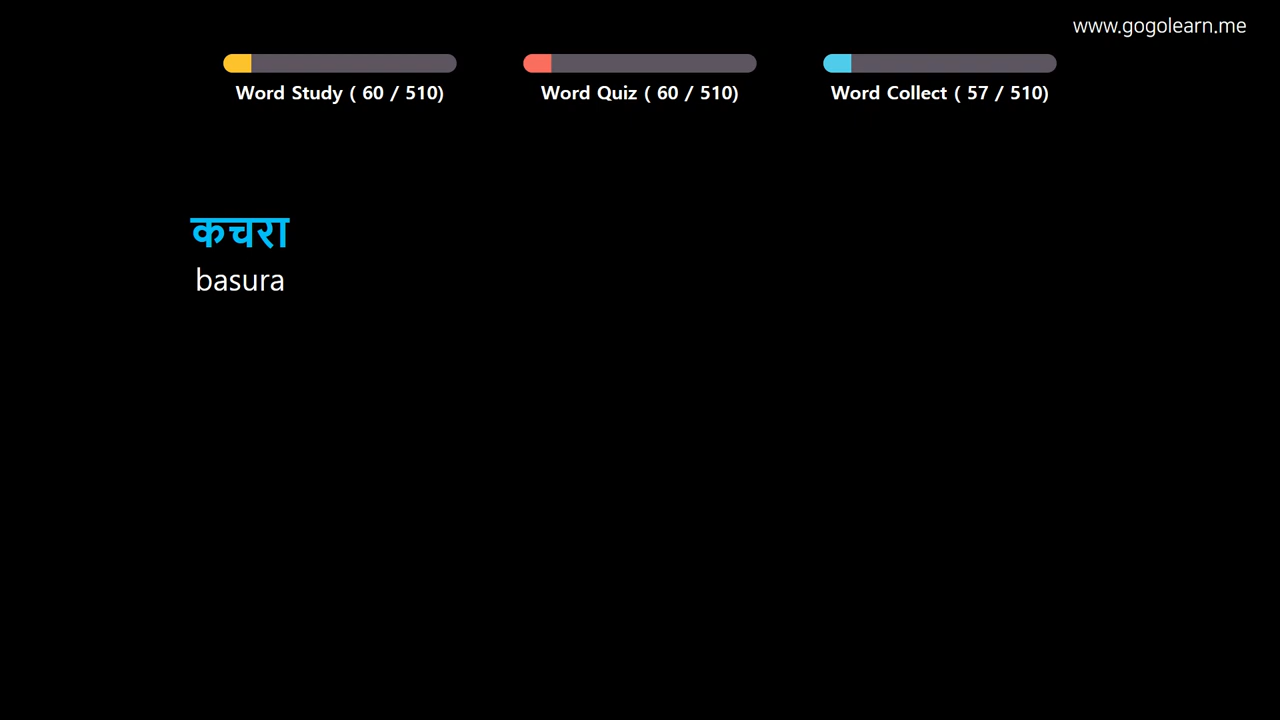 www.gogolearn.me
Word Study ( 60 / 510)
Word Quiz ( 60 / 510)
Word Collect ( 57 / 510)
कचरा
basura